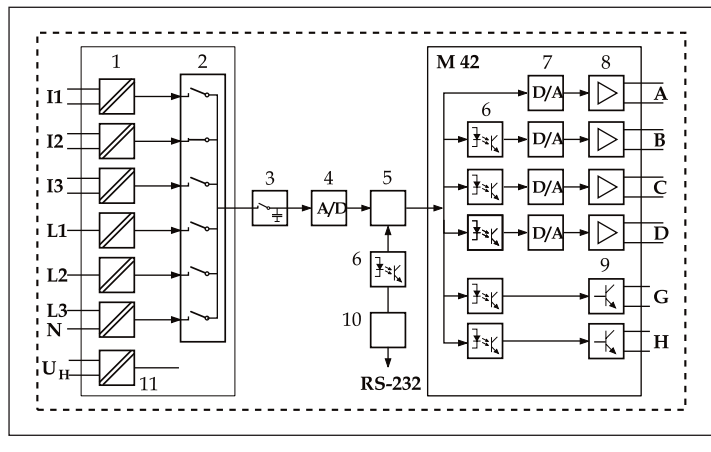 1
2
M 42
7
8
I1
D/A
A
I2
6
D/A
B
I3
3
4
5
D/A
C
L1
A/D
D/A
D
L2
6
9
G
L3
N
10
H
U H
11
RS-232